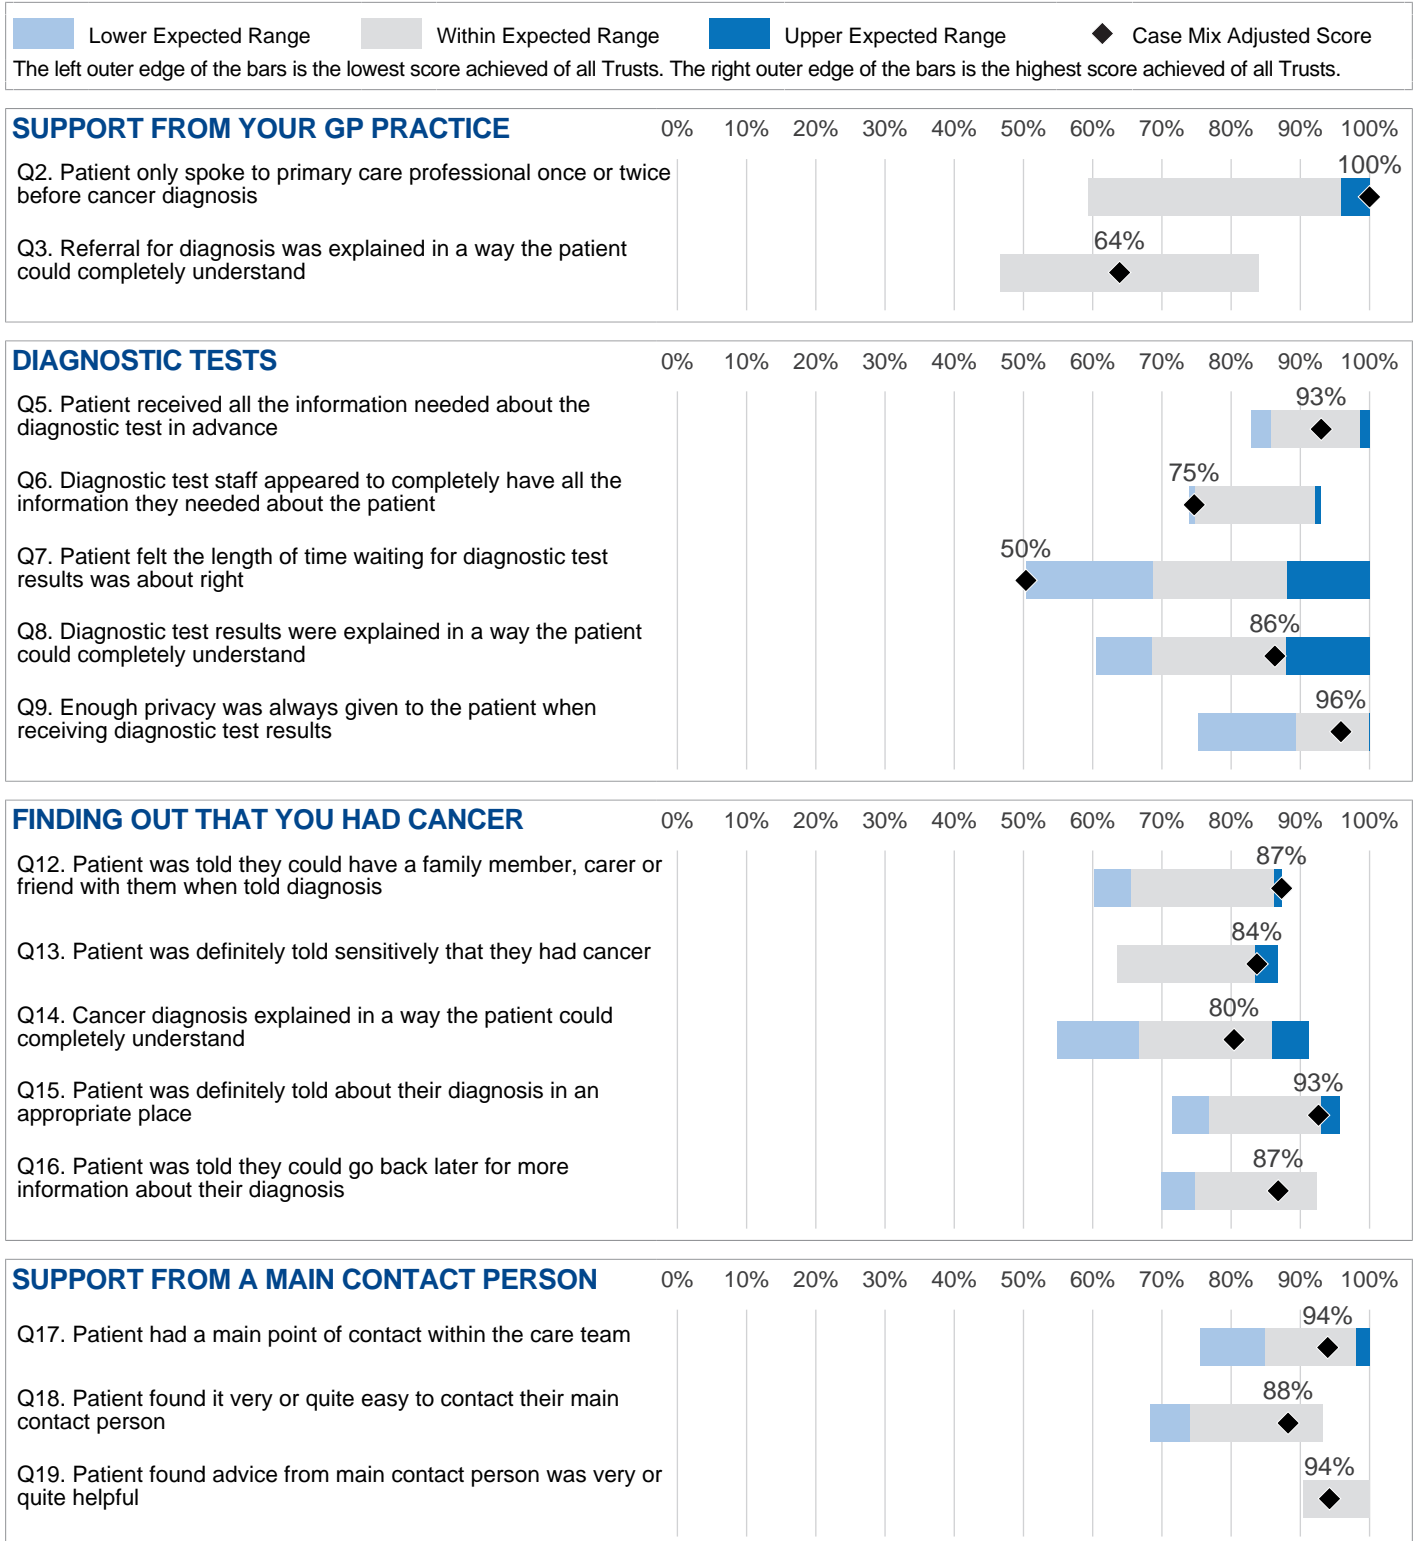 Lower Expected Range Within Expected Range Upper Expected Range Case Mix Adjusted Score
The left outer edge of the bars is the lowest score achieved of all Trusts. The right outer edge of the bars is the highest score achieved of all Trusts.
SUPPORT FROM YOUR GP PRACTICE 0% 10% 20% 30% 40% 50% 60% 70% 80% 90% 100%
Q2. Patient only spoke to primary care professional once or twice
before cancer diagnosis
100%
Q3. Referral for diagnosis was explained in a way the patient
could completely understand
64%
DIAGNOSTIC TESTS 0% 10% 20% 30% 40% 50% 60% 70% 80% 90% 100%
Q5. Patient received all the information needed about the
diagnostic test in advance
93%
Q6. Diagnostic test staff appeared to completely have all the
information they needed about the patient
75%
Q7. Patient felt the length of time waiting for diagnostic test
results was about right
50%
Q8. Diagnostic test results were explained in a way the patient
could completely understand
86%
Q9. Enough privacy was always given to the patient when
receiving diagnostic test results
96%
FINDING OUT THAT YOU HAD CANCER 0% 10% 20% 30% 40% 50% 60% 70% 80% 90% 100%
Q12. Patient was told they could have a family member, carer or
friend with them when told diagnosis
87%
Q13. Patient was definitely told sensitively that they had cancer
84%
Q14. Cancer diagnosis explained in a way the patient could
completely understand
80%
Q15. Patient was definitely told about their diagnosis in an
appropriate place
93%
Q16. Patient was told they could go back later for more
information about their diagnosis
87%
SUPPORT FROM A MAIN CONTACT PERSON 0% 10% 20% 30% 40% 50% 60% 70% 80% 90% 100%
Q17. Patient had a main point of contact within the care team
94%
Q18. Patient found it very or quite easy to contact their main
contact person
88%
Q19. Patient found advice from main contact person was very or
quite helpful
94%